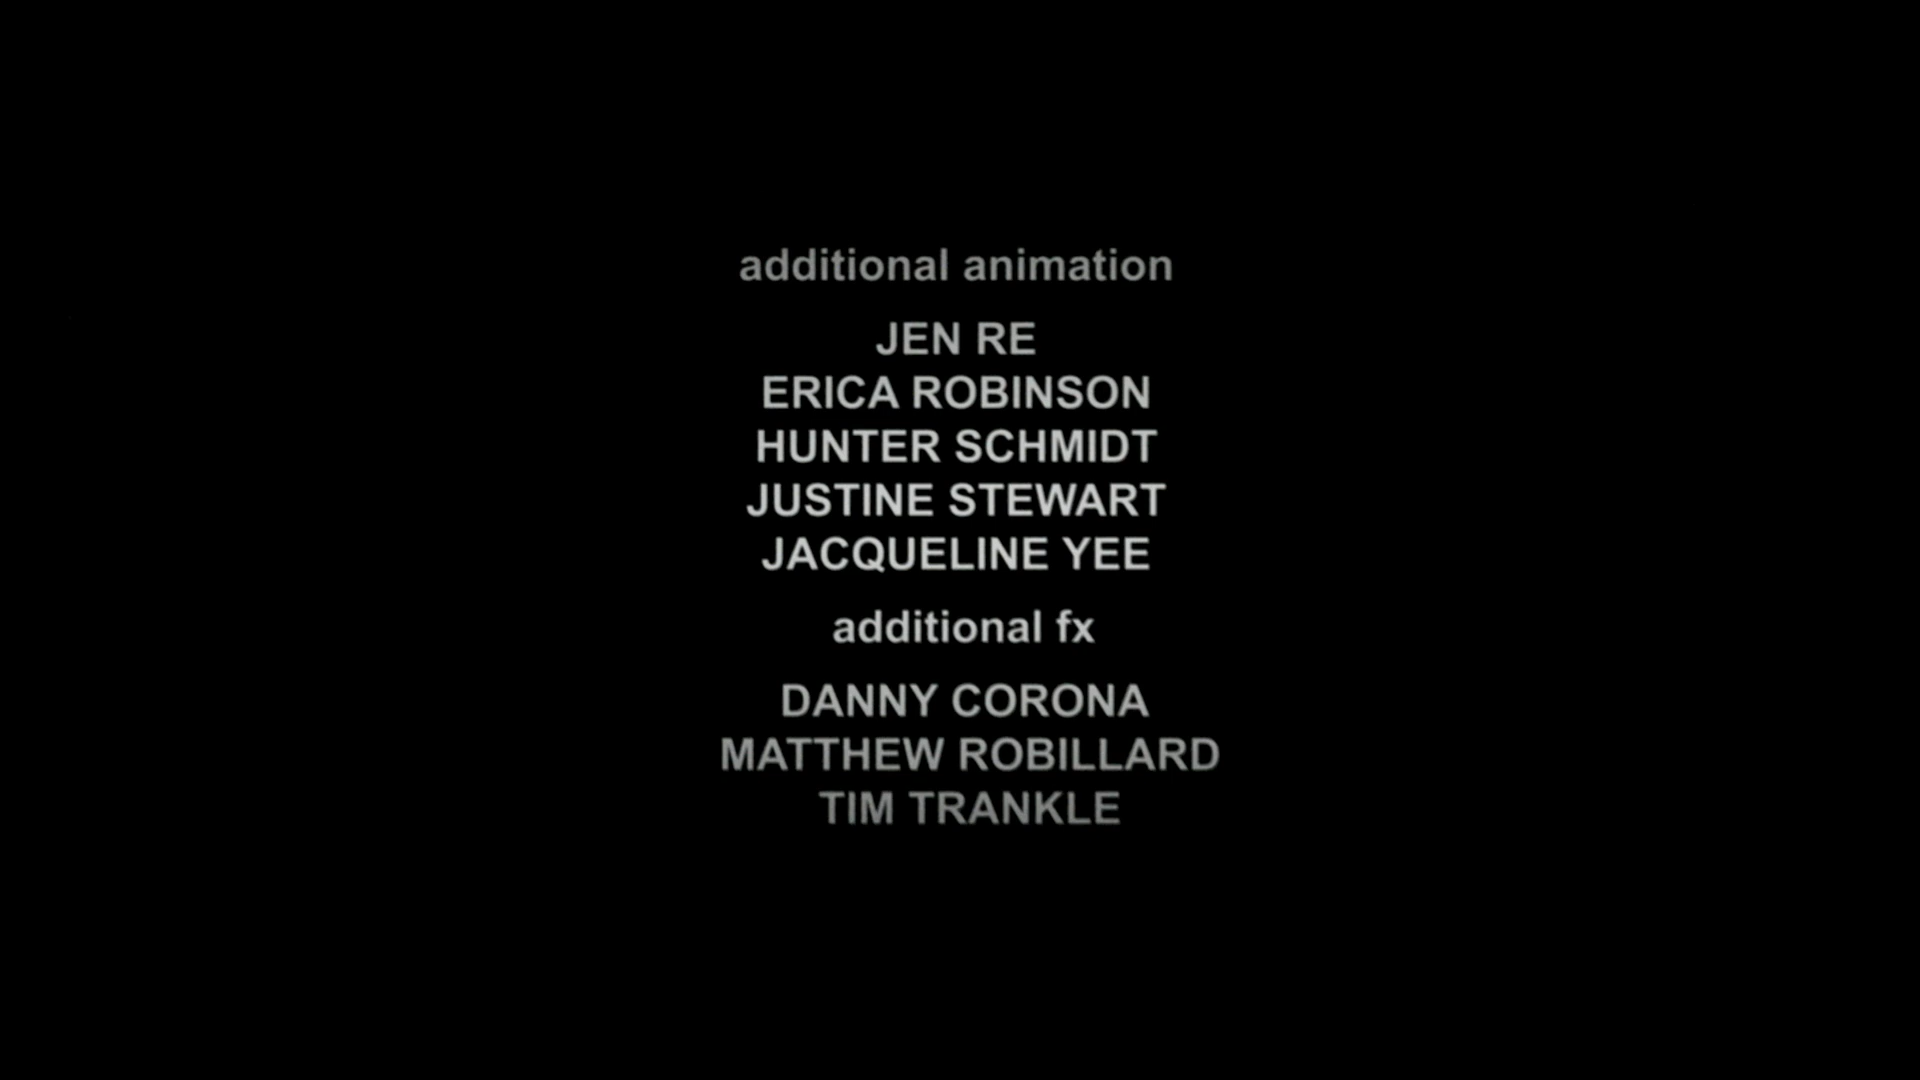 additional animation
JEN RE
ERICA ROBINSON
HUNTER SCHMIDT
JUSTINE STEWART
JACQUELINE YEE
additional fx
DANNY CORONA
MATTHEW ROBILLARD
TIM TRANKLE